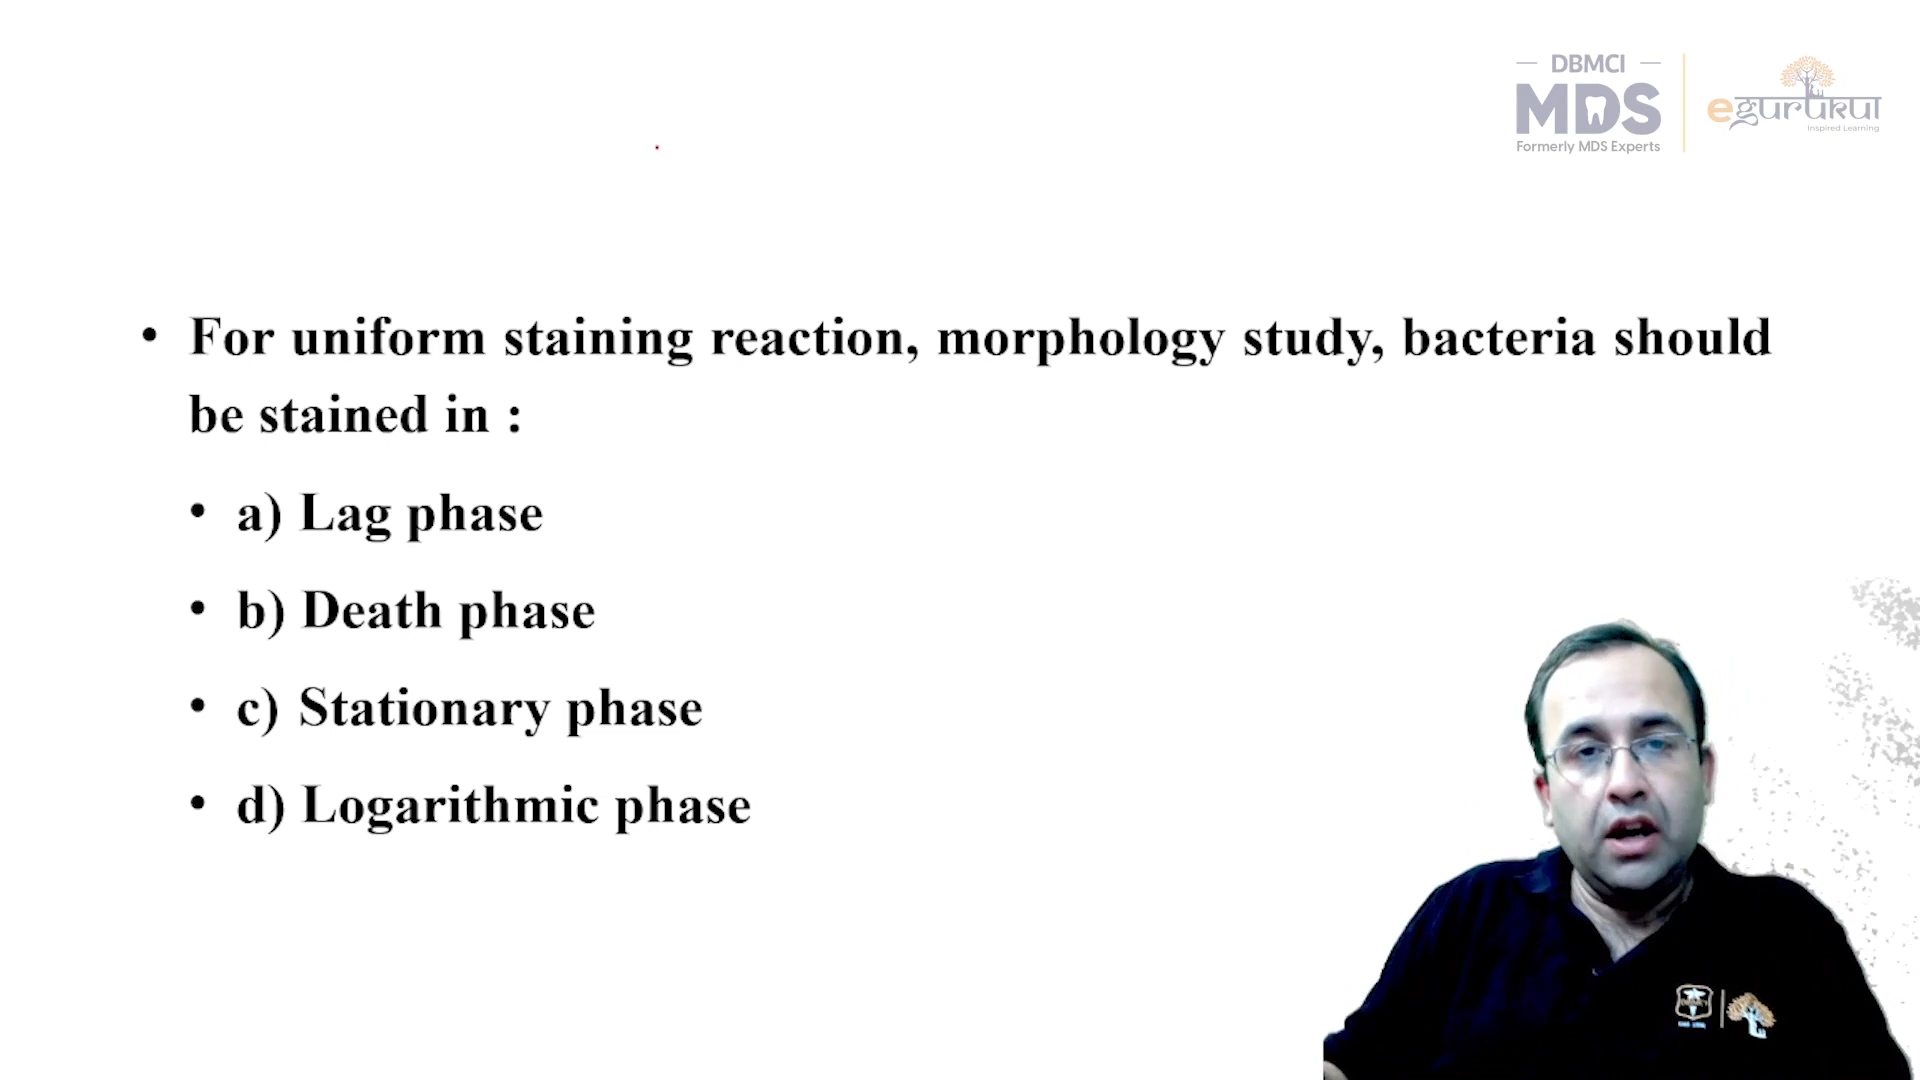 DBMCI
MDS
Formerly MDS Experts
egurukul
Inspired Learning
• For uniform staining reaction, morphology study, bacteria should
be stained in :
• a) Lag phase
• b) Death phase
• c) Stationary phase
• d) Logarithmic phase